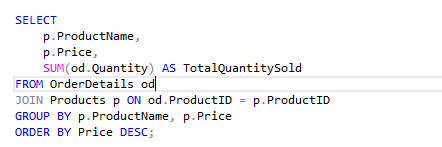 SELECT
    p.ProductName,
    p.Price,
    SUM(od.Quantity) AS TotalQuantitySold
FROM OrderDetails od
JOIN Products p ON od.ProductID = p.ProductID
GROUP BY p.ProductName, p.Price
ORDER BY Price DESC;